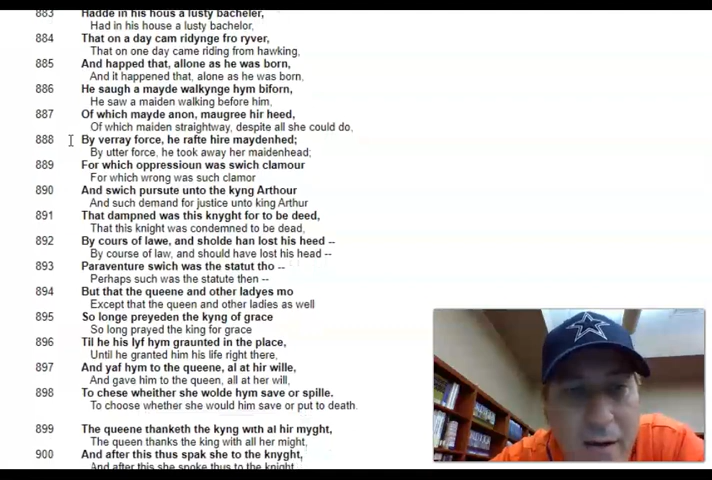 883 Hadde in his hous a lusty bacheler,
Had in his house a lusty bachelor,
884 That on a day cam ridynge fro ryver,
That on one day came riding from hawking,
885 And happed that, allone as he was born,
And it happened that, alone as he was born,
886 He saugh a mayde walkynge hym biforn,
He saw a maiden walking before him,
887 Of which mayde anon, maugree hir heed,
Of which maiden straightway, despite all she could do,
888 By verray force, he rafte hire maydenhed;
By utter force, he took away her maidenhead;
889 For which oppressioun was swich clamour
For which wrong was such clamor
890 And swich pursute unto the kyng Arthour
And such demand for justice unto king Arthur
891 That dampned was this knyght for to be deed,
That this knight was condemned to be dead,
892 By cours of lawe, and sholde han lost his heed --
By course of law, and should have lost his head --
893 Paraventure swich was the statut tho --
Perhaps such was the statute then --
894 But that the queene and other ladyes mo
Except that the queen and other ladies as well
895 So longe preyeden the kyng of grace
So long prayed the king for grace
896 Til he his lyf hym graunted in the place,
Until he granted him his life right there,
897 And yaf hym to the queene, al at hir wille,
And gave him to the queen, all at her will,
898 To chese wheither she wolde hym save or spille.
To choose whether she would him save or put to death.
899 The queene thanketh the kyng with al hir myght,
The queen thanks the king with all her might,
900 And after this thus spak she to the knyght,
And after this she spoke thus to the knight,